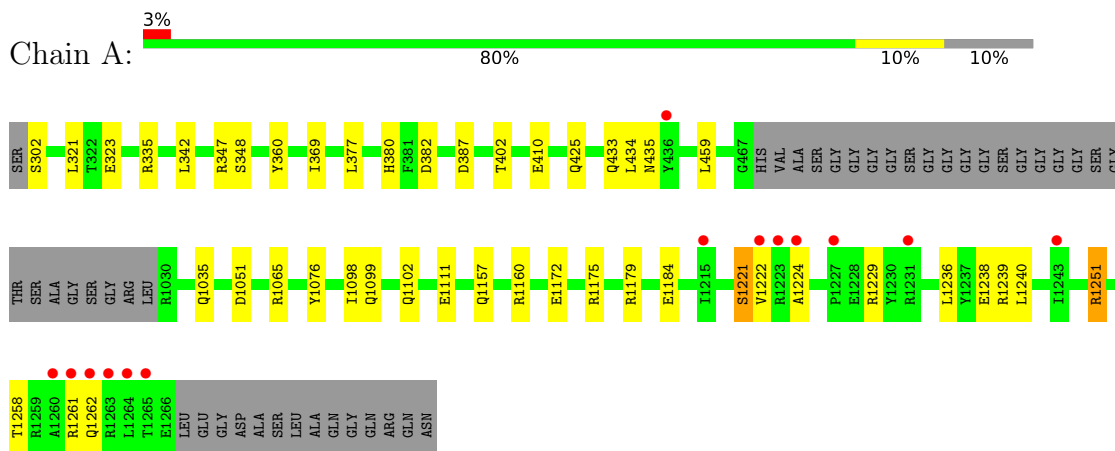 3%
Chain A:
80% 10% 10%
SER S302 L321 T322 E323 R335 L342 R347 S348 Y360 I369 L377 H380 F381 D382 D387 T402 E410 Q425 Q433 L434 N435 Y436 L459 G467 HIS VAL ALA SER GLY GLY GLY GLY SER GLY GLY GLY GLY SER GLY GLY GLY GLY SER GLY
THR SER ALA GLY SER GLY ARG LEU R1030 Q1035 D1051 R1065 Y1076 I1098 Q1099 Q1102 E1111 Q1157 R1160 E1172 R1175 R1179 E1184 I1215 S1221 V1222 R1223 A1224 P1227 E1228 R1229 Y1230 R1231 L1236 Y1237 E1238 R1239 L1240 I1243 R1251
T1258 R1259 A1260 R1261 Q1262 R1263 L1264 T1265 E1266 LEU GLU GLY ASP ALA SER LEU ALA GLN GLY GLN ARG GLN ASN